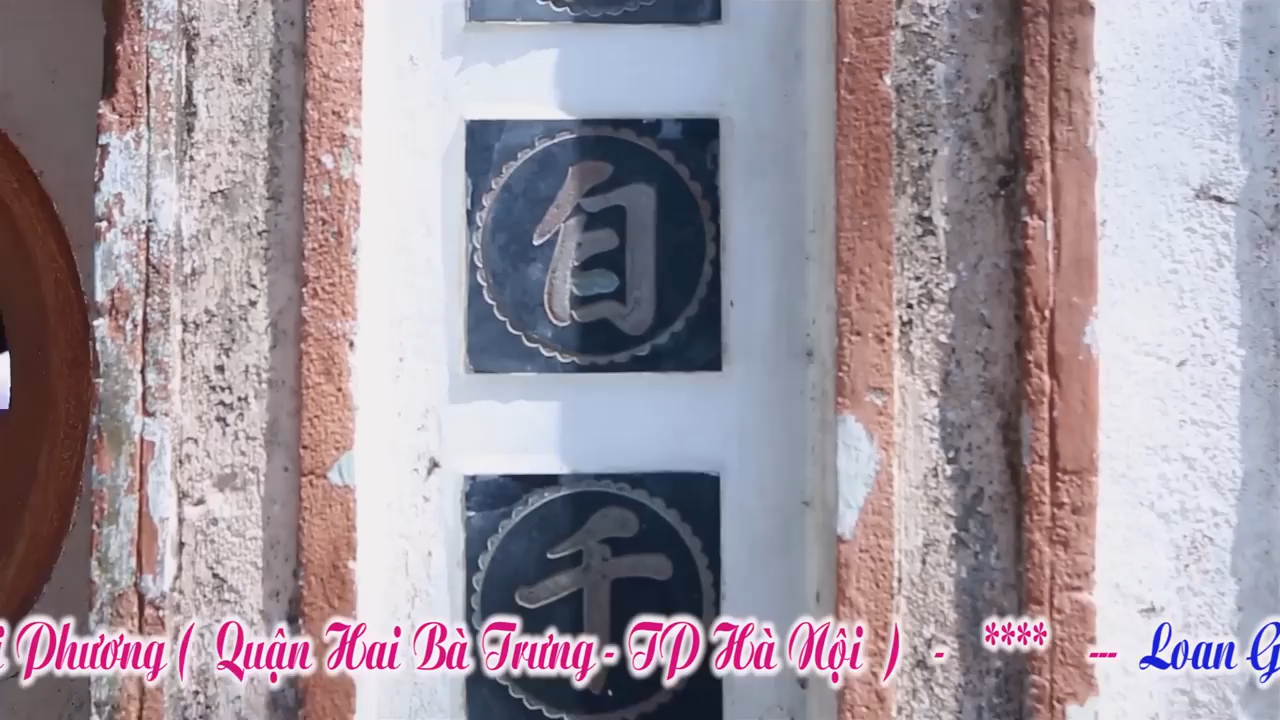 自
千
i Phương ( Quận Hai Bà Trưng - TP Hà Nội ) - **** --- Loan G